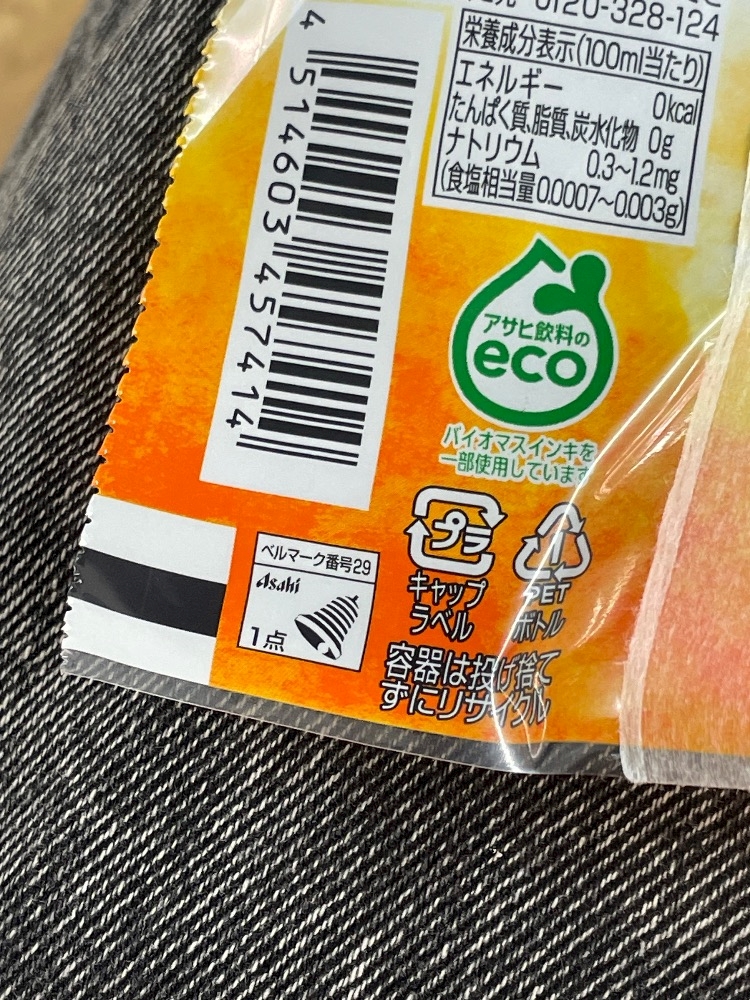 0120-328-124
栄養成分表示(100ml当たり)
エネルギー 0kcal
たんぱく質、脂質、炭水化物 0g
ナトリウム 0.3~1.2mg
(食塩相当量0.0007~0.003g)
4 514603 457414
アサヒ飲料の
eco
バイオマスインキを
一部使用しています
ベルマーク番号29
Asahi
1点
プラ
キャップ
ラベル
1
PET
ボトル
容器は投げ捨て
ずにリサイクル